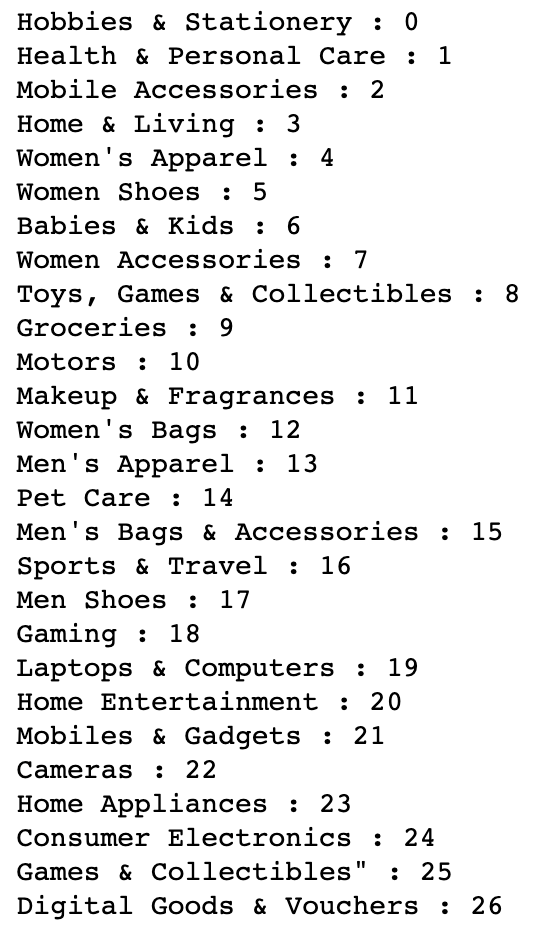 Hobbies & Stationery : 0
Health & Personal Care : 1
Mobile Accessories : 2
Home & Living : 3
Women's Apparel : 4
Women Shoes : 5
Babies & Kids : 6
Women Accessories : 7
Toys, Games & Collectibles : 8
Groceries : 9
Motors : 10
Makeup & Fragrances : 11
Women's Bags : 12
Men's Apparel : 13
Pet Care : 14
Men's Bags & Accessories : 15
Sports & Travel : 16
Men Shoes : 17
Gaming : 18
Laptops & Computers : 19
Home Entertainment : 20
Mobiles & Gadgets : 21
Cameras : 22
Home Appliances : 23
Consumer Electronics : 24
Games & Collectibles" : 25
Digital Goods & Vouchers : 26